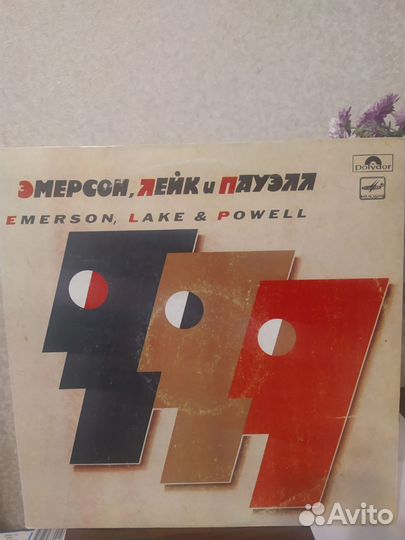 Polydor
ЭМЕРСОН, ЛЕЙК и ПАУЭЛЛ
EMERSON, LAKE & POWELL
Avito